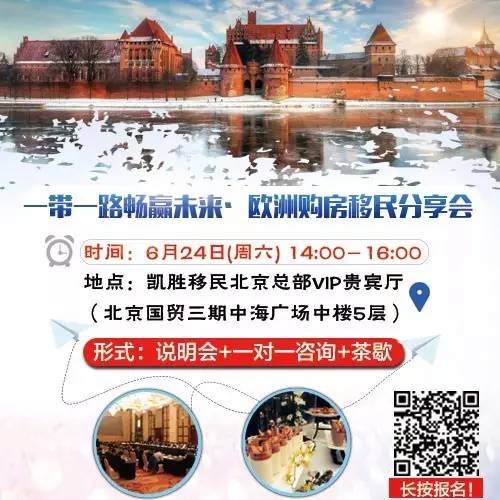 一带一路畅赢未来·欧洲购房移民分享会
时间：6月24日(周六) 14:00-16:00
地点：凯胜移民北京总部VIP贵宾厅
（北京国贸三期中海广场中楼5层）
形式：说明会+一对一咨询+茶歇
长按报名！